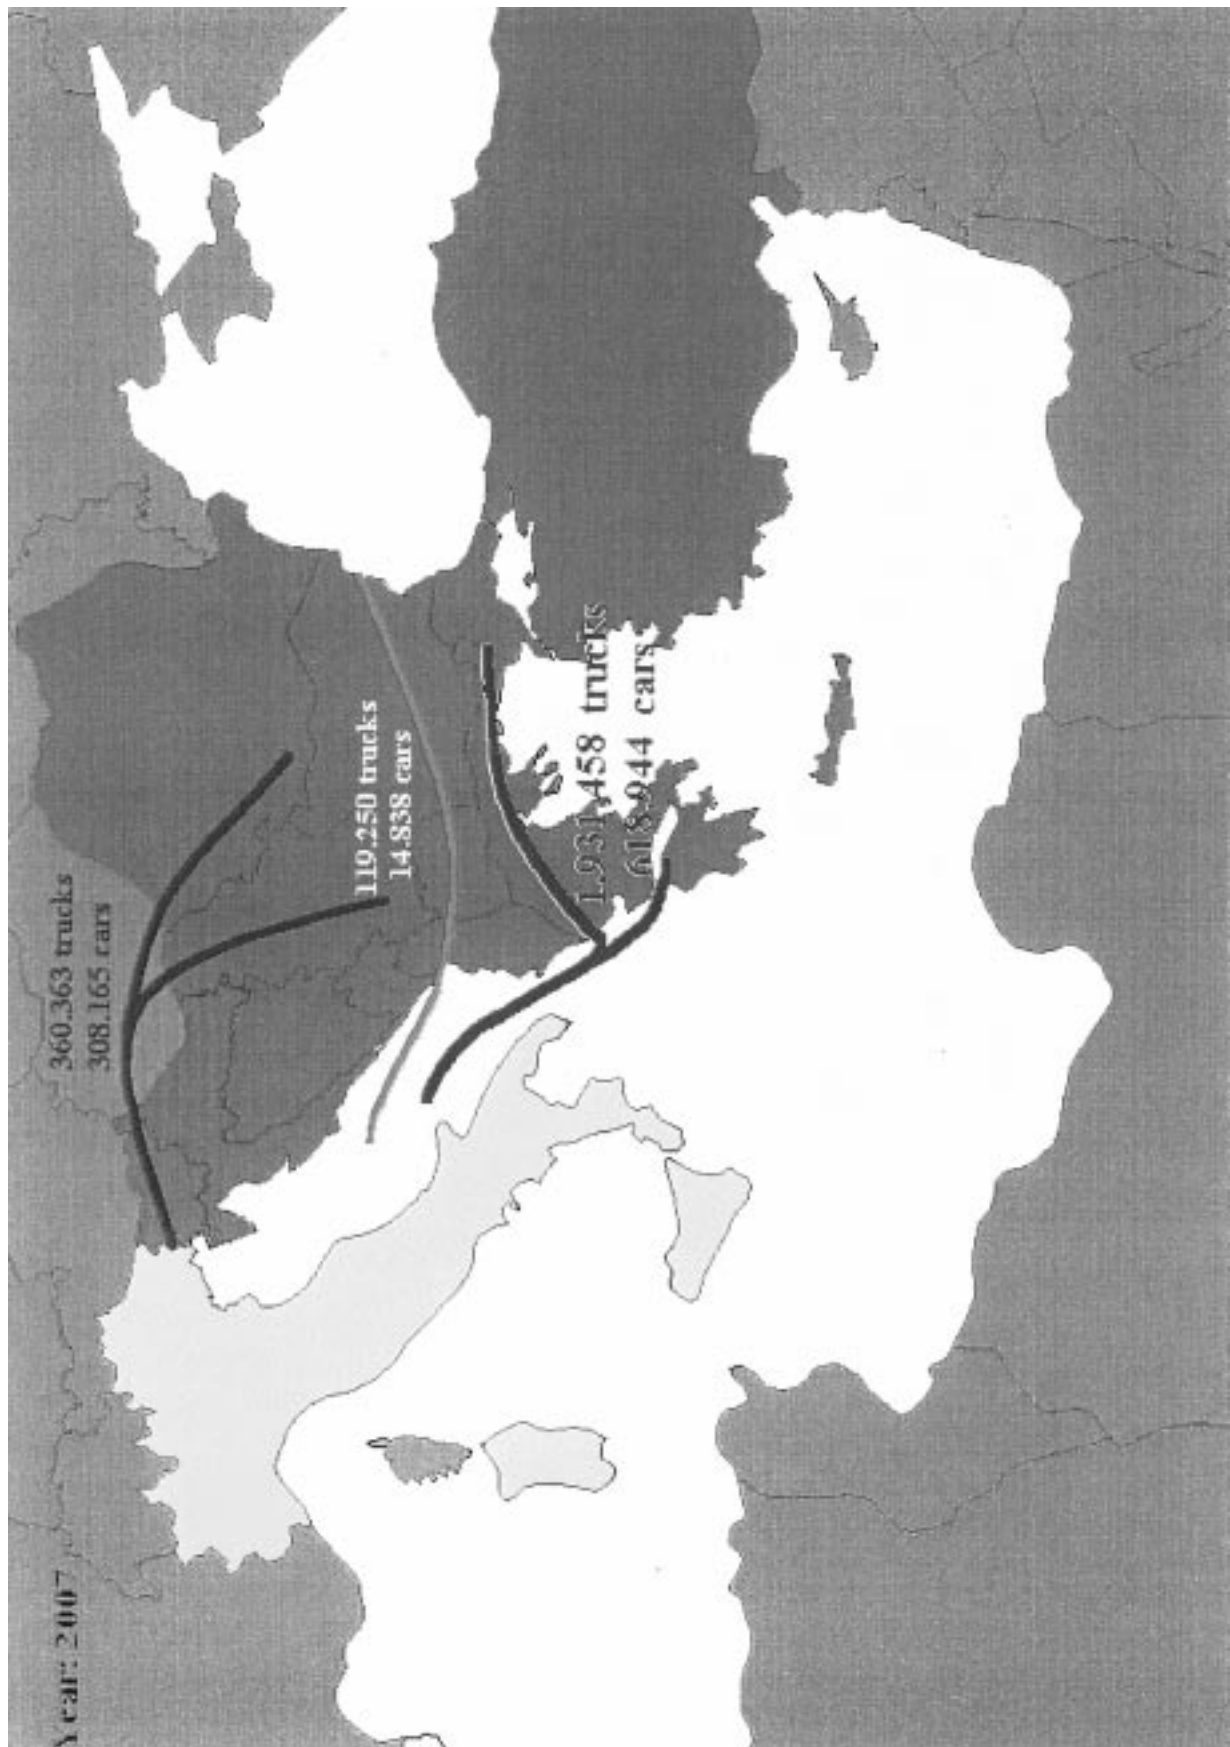 Year: 2007
360.363 trucks
308.165 cars
119.250 trucks
14.838 cars
1.931.458 trucks
618.944 cars